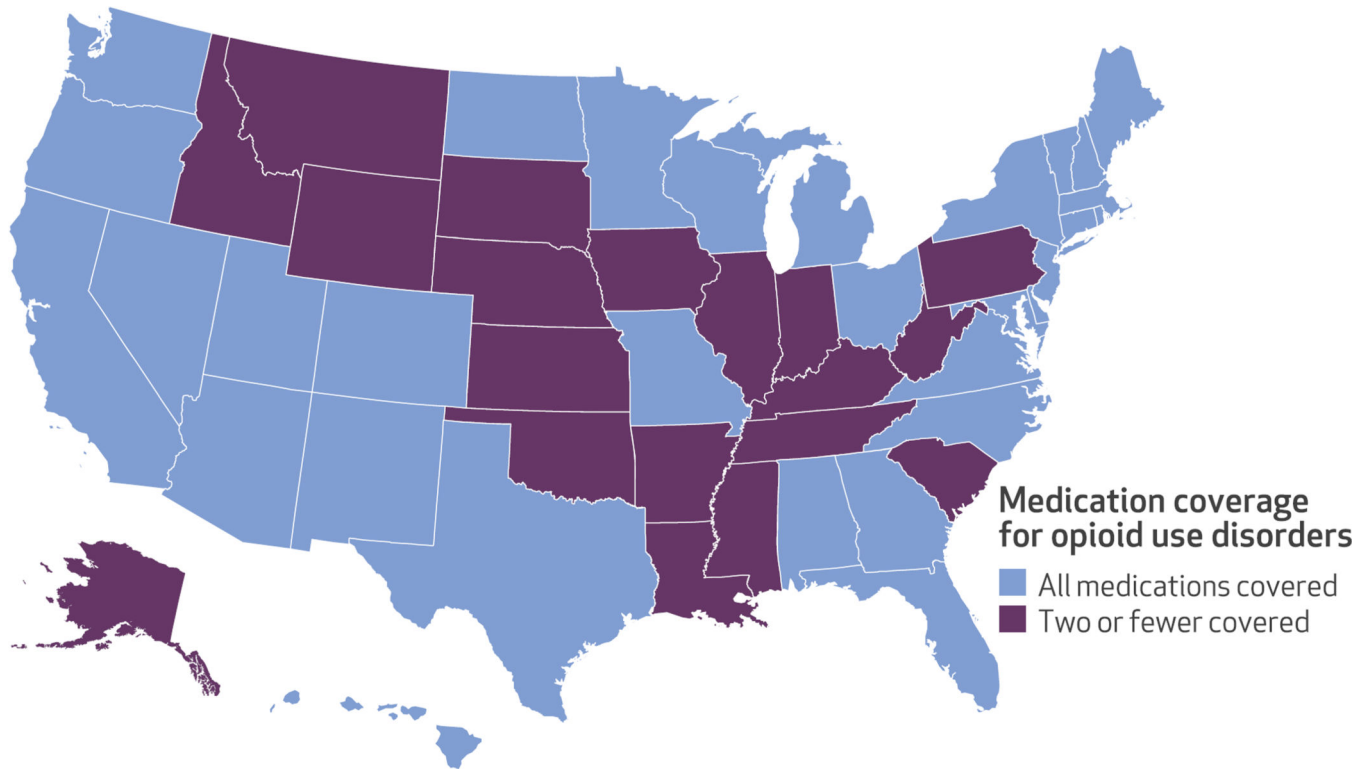 Medication coverage
for opioid use disorders
All medications covered
Two or fewer covered